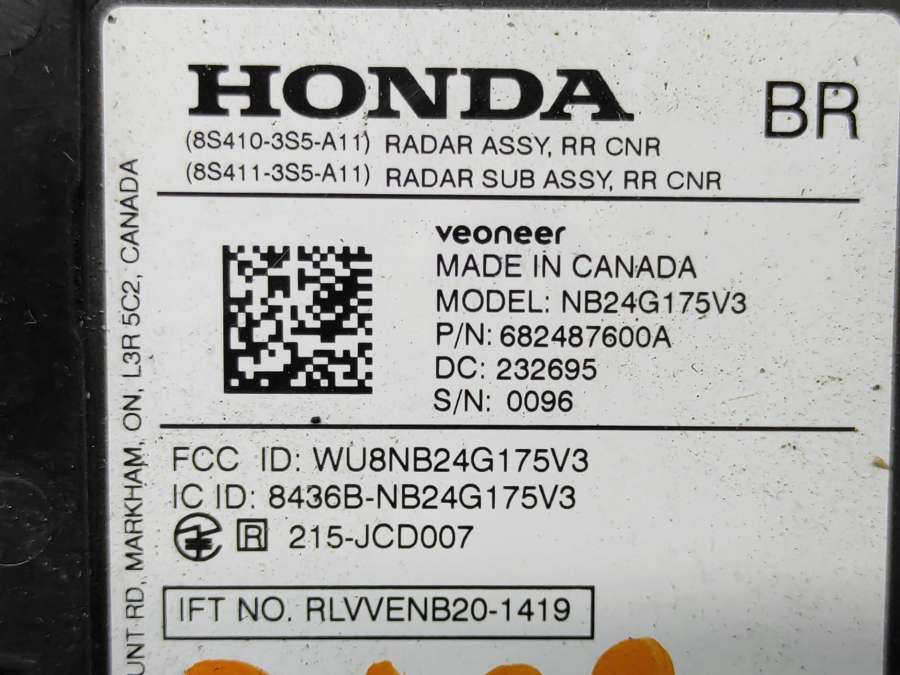 HONDA
BR
(8S410-3S5-A11) RADAR ASSY, RR CNR
(8S411-3S5-A11) RADAR SUB ASSY, RR CNR
veoneer
MADE IN CANADA
MODEL: NB24G175V3
P/N: 682487600A
DC: 232695
S/N: 0096
FCC ID: WU8NB24G175V3
IC ID: 8436B-NB24G175V3
R 215-JCD007
IFT NO. RLVVENB20-1419
RD, MARKHAM, ON, L3R 5C2, CANADA